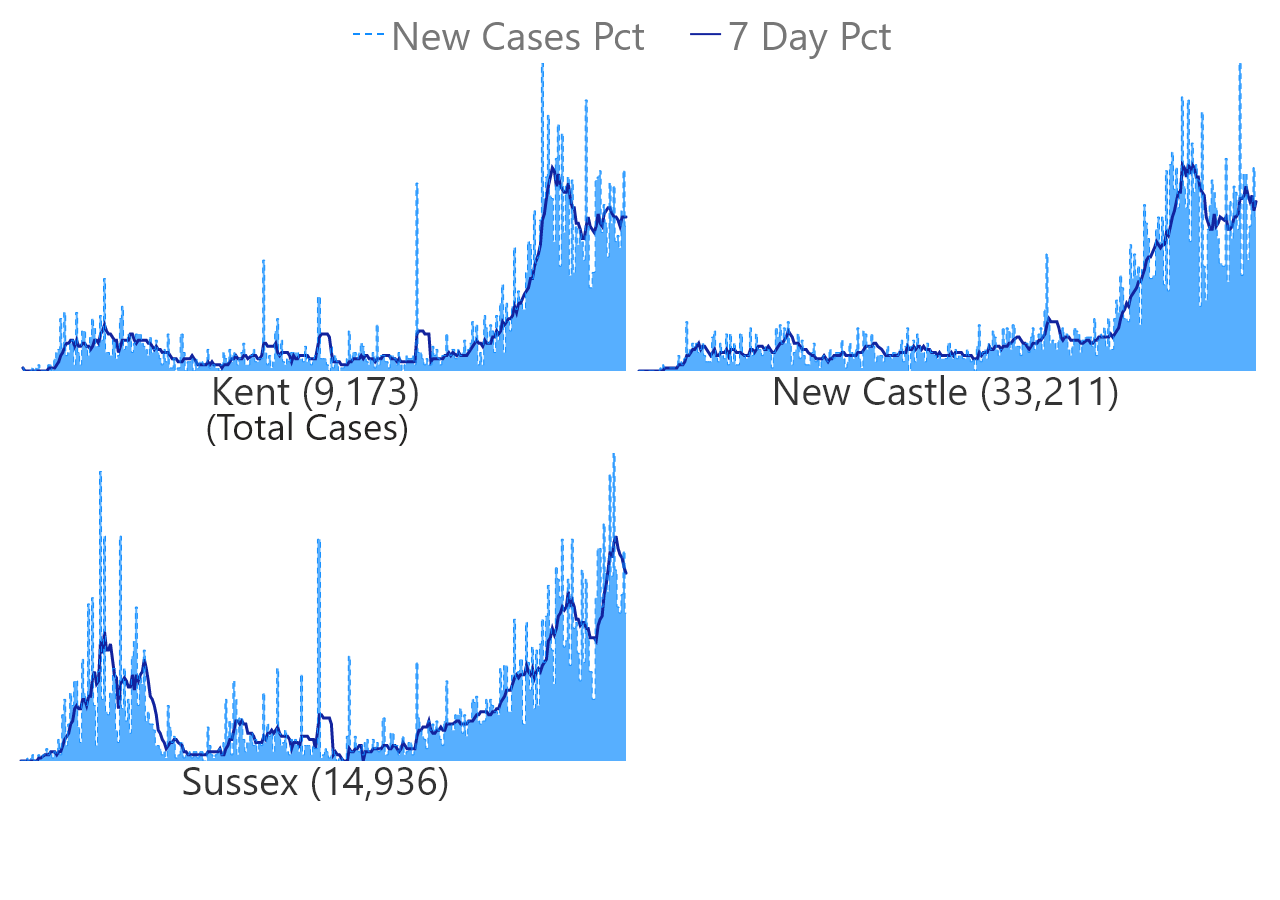 New Cases Pct 7 Day Pct
Kent (9,173)
(Total Cases)
New Castle (33,211)
Sussex (14,936)